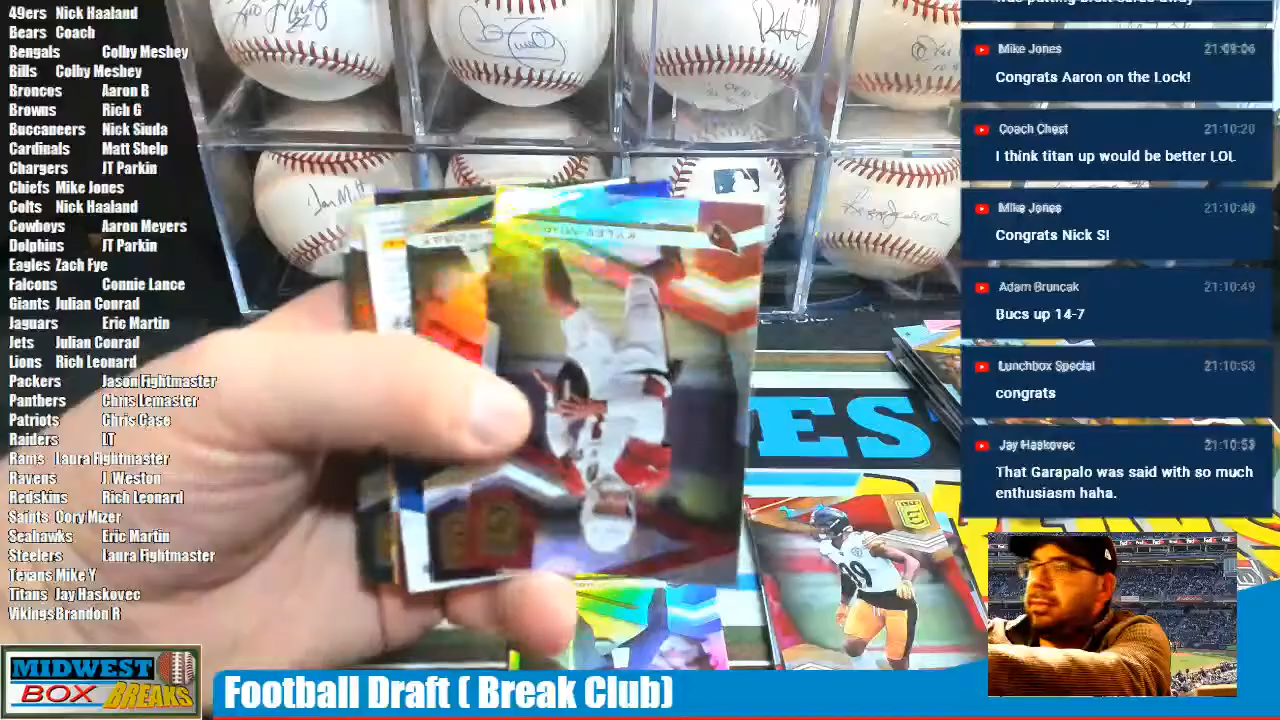 49ers Nick Haaland
Bears Coach
Bengals Colby Meshey
Bills Colby Meshey
Broncos Aaron R
Browns Rich G
Buccaneers Nick Siuda
Cardinals Matt Shelp
Chargers JT Parkin
Chiefs Mike Jones
Colts Nick Haaland
Cowboys Aaron Meyers
Dolphins JT Parkin
Eagles Zach Fye
Falcons Connie Lance
Giants Julian Conrad
Jaguars Eric Martin
Jets Julian Conrad
Lions Rich Leonard
Packers Jason Fightmaster
Panthers Chris Lemaster
Patriots Chris Case
Raiders LT
Rams Laura Fightmaster
Ravens J. Weston
Redskins Rich Leonard
Saints Cory Mizer
Seahawks Eric Martin
Steelers Laura Fightmaster
Texans Mike Y
Titans Jay Haskovec
Vikings Brandon R
MIDWEST
BOX BREAKS
Football Draft ( Break Club)
Mike Jones 21:09:06
Congrats Aaron on the Lock!
Coach Chest 21:10:20
I think titan up would be better LOL
Mike Jones 21:10:40
Congrats Nick S!
Adam Bruncak 21:10:49
Bucs up 14-7
Lunchbox Special 21:10:53
congrats
Jay Haskovec 21:10:53
That Garapalo was said with so much
enthusiasm haha.
ES